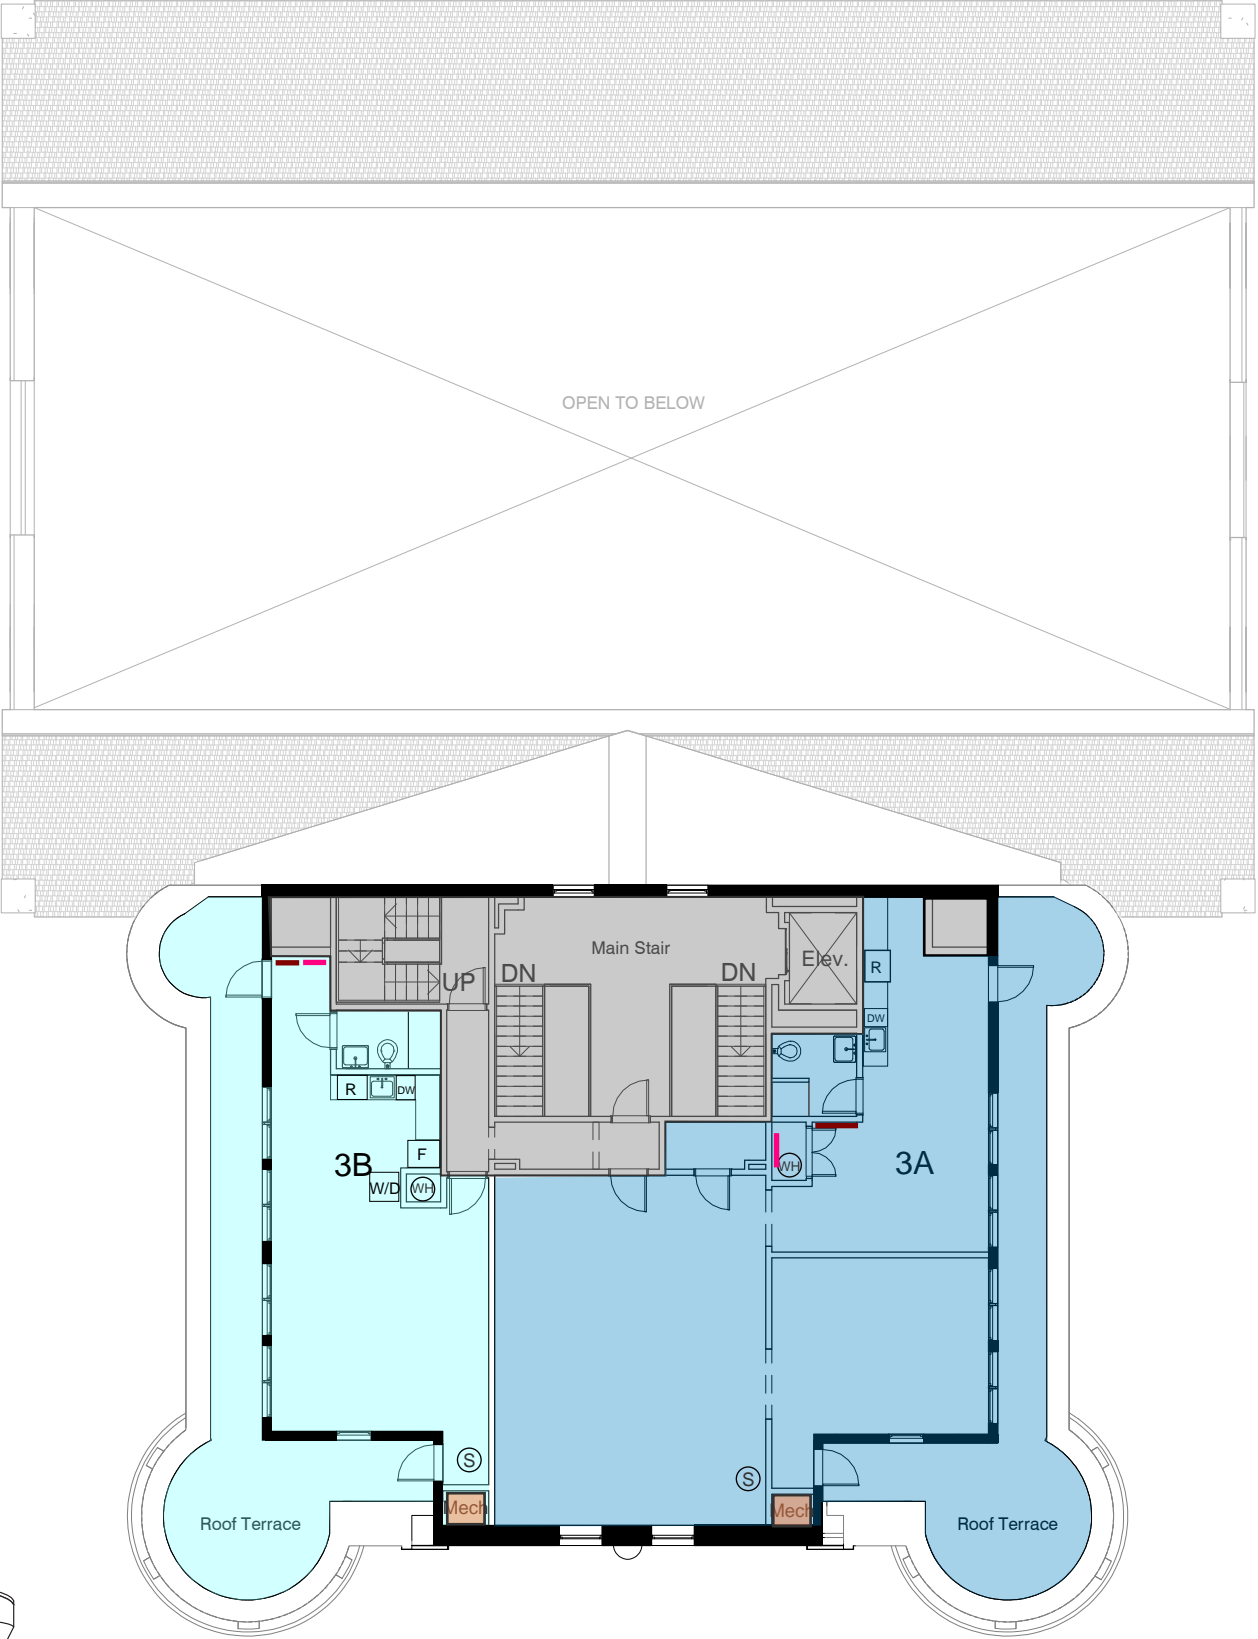 OPEN TO BELOW
Main Stair
Elev.
UP
DN
DN
R
DW
R
DW
F
3B
W/D
WH
WH
3A
S
S
Mech
Mech
Roof Terrace
Roof Terrace